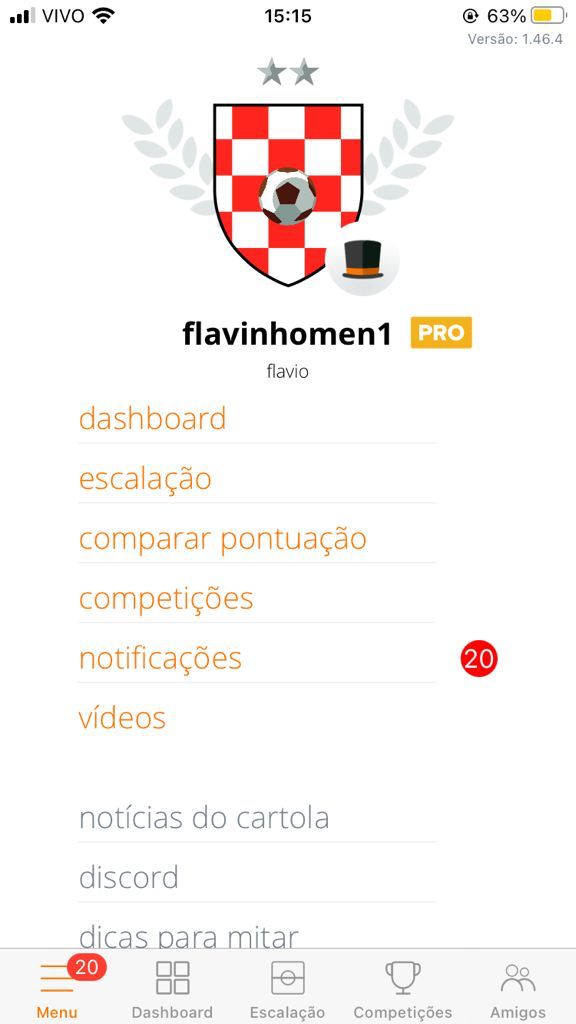 VIVO 15:15 63%
Versão: 1.46.4
flavinhomen1 PRO
flavio
dashboard
escalação
comparar pontuação
competições
notificações 20
vídeos
notícias do cartola
discord
dicas para mitar
20
Menu Dashboard Escalação Competições Amigos